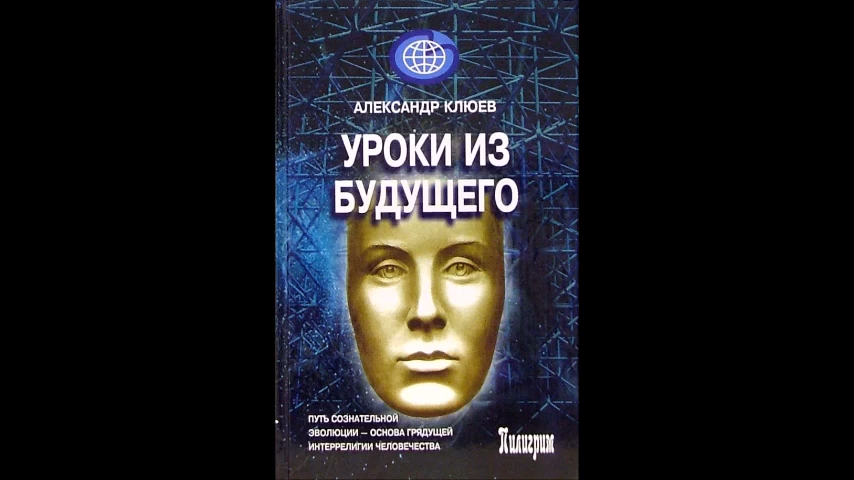 АЛЕКСАНДР КЛЮЕВ
УРОКИ ИЗ
БУДУЩЕГО
ПУТЬ СОЗНАТЕЛЬНОЙ
ЭВОЛЮЦИИ — ОСНОВА ГРЯДУЩЕЙ
ИНТЕРРЕЛИГИИ ЧЕЛОВЕЧЕСТВА
Пилигрим